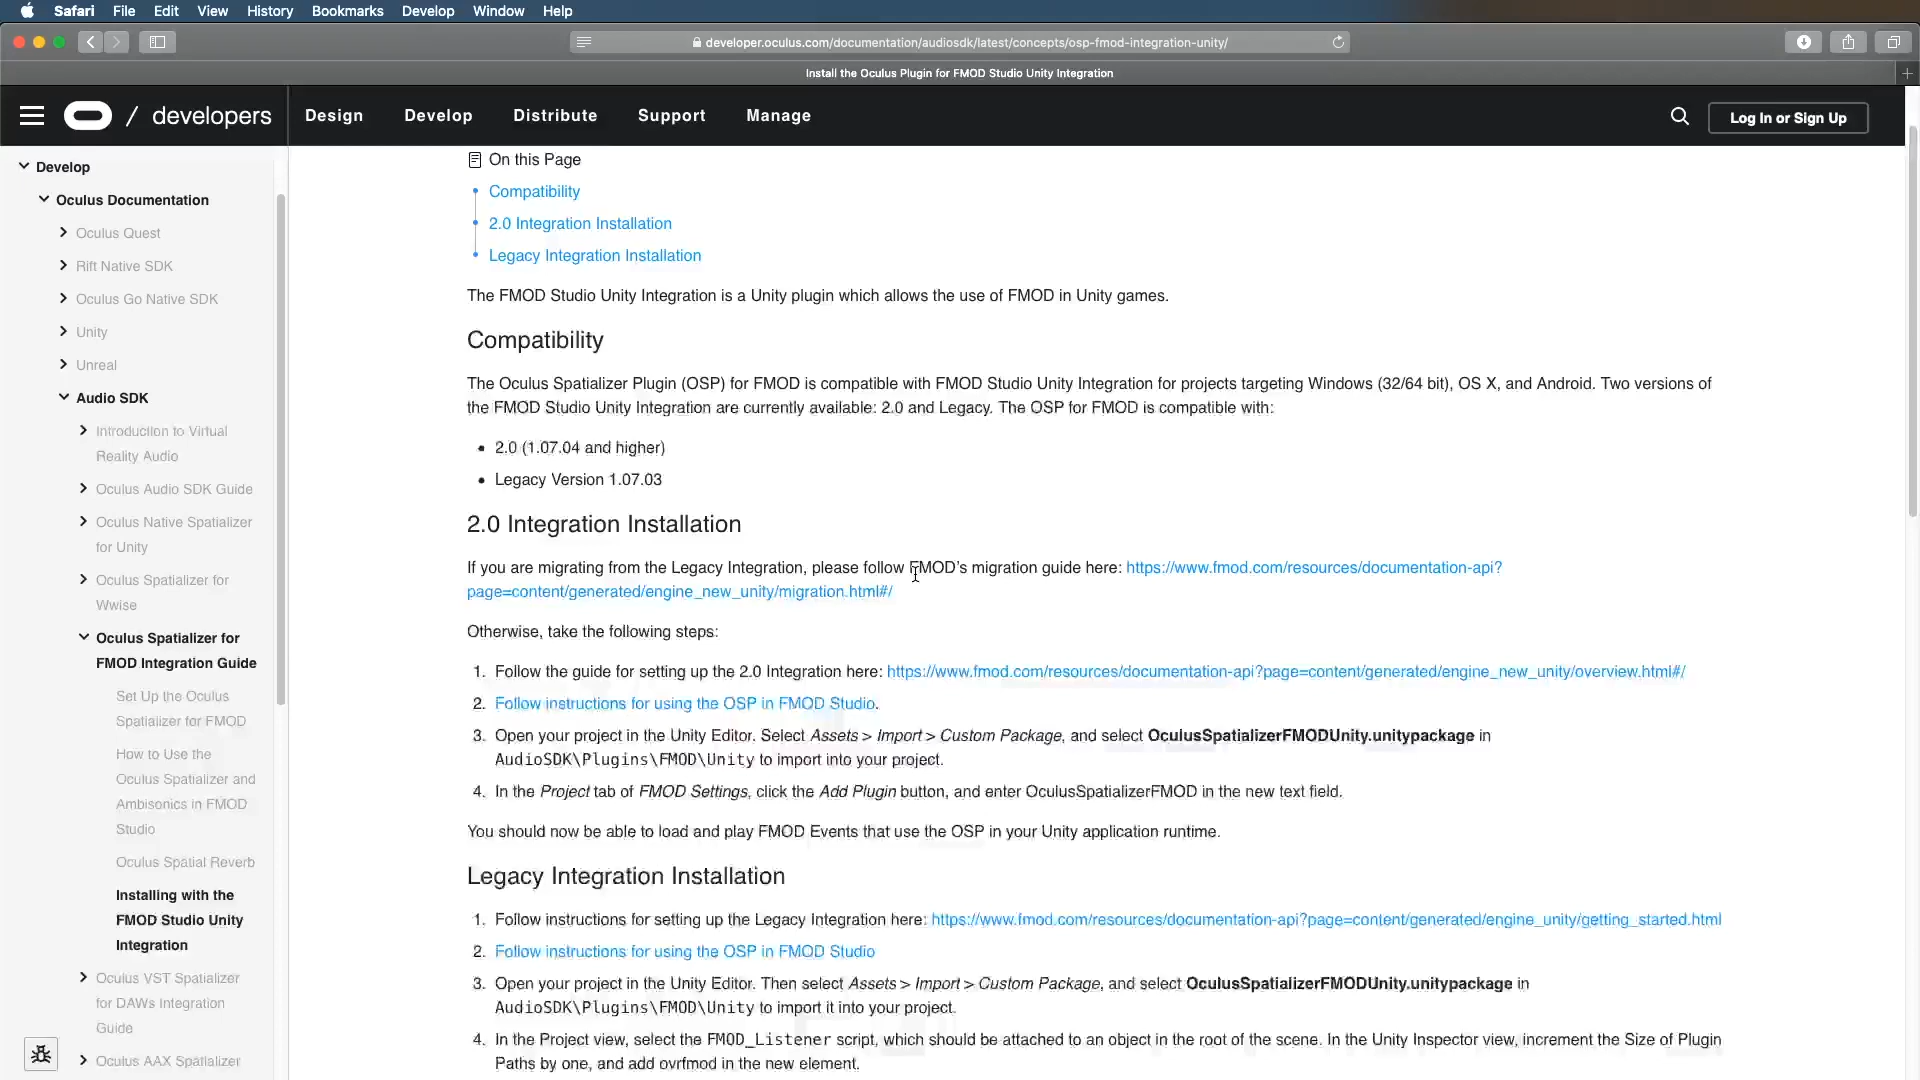 Safari File Edit View History Bookmarks Develop Window Help
developer.oculus.com/documentation/audiosdk/latest/concepts/osp-fmod-integration-unity/
Install the Oculus Plugin for FMOD Studio Unity Integration
/ developers Design Develop Distribute Support Manage Log In or Sign Up
Develop
Oculus Documentation
Oculus Quest
Rift Native SDK
Oculus Go Native SDK
Unity
Unreal
Audio SDK
Introduction to Virtual
Reality Audio
Oculus Audio SDK Guide
Oculus Native Spatializer
for Unity
Oculus Spatializer for
Wwise
Oculus Spatializer for
FMOD Integration Guide
Set Up the Oculus
Spatializer for FMOD
How to Use the
Oculus Spatializer and
Ambisonics in FMOD
Studio
Oculus Spatial Reverb
Installing with the
FMOD Studio Unity
Integration
Oculus VST Spatializer
for DAWs Integration
Guide
Oculus AAX Spatializer
On this Page
Compatibility
2.0 Integration Installation
Legacy Integration Installation
The FMOD Studio Unity Integration is a Unity plugin which allows the use of FMOD in Unity games.
Compatibility
The Oculus Spatializer Plugin (OSP) for FMOD is compatible with FMOD Studio Unity Integration for projects targeting Windows (32/64 bit), OS X, and Android. Two versions of
the FMOD Studio Unity Integration are currently available: 2.0 and Legacy. The OSP for FMOD is compatible with:
• 2.0 (1.07.04 and higher)
• Legacy Version 1.07.03
2.0 Integration Installation
If you are migrating from the Legacy Integration, please follow FMOD's migration guide here: https://www.fmod.com/resources/documentation-api?
page=content/generated/engine_new_unity/migration.html#/
Otherwise, take the following steps:
1. Follow the guide for setting up the 2.0 Integration here: https://www.fmod.com/resources/documentation-api?page=content/generated/engine_new_unity/overview.html#/
2. Follow instructions for using the OSP in FMOD Studio.
3. Open your project in the Unity Editor. Select Assets > Import > Custom Package, and select OculusSpatializerFMODUnity.unitypackage in
AudioSDK\Plugins\FMOD\Unity to import into your project.
4. In the Project tab of FMOD Settings, click the Add Plugin button, and enter OculusSpatializerFMOD in the new text field.
You should now be able to load and play FMOD Events that use the OSP in your Unity application runtime.
Legacy Integration Installation
1. Follow instructions for setting up the Legacy Integration here: https://www.fmod.com/resources/documentation-api?page=content/generated/engine_unity/getting_started.html
2. Follow instructions for using the OSP in FMOD Studio
3. Open your project in the Unity Editor. Then select Assets > Import > Custom Package, and select OculusSpatializerFMODUnity.unitypackage in
AudioSDK\Plugins\FMOD\Unity to import it into your project.
4. In the Project view, select the FMOD_Listener script, which should be attached to an object in the root of the scene. In the Unity Inspector view, increment the Size of Plugin
Paths by one, and add ovrfmod in the new element.